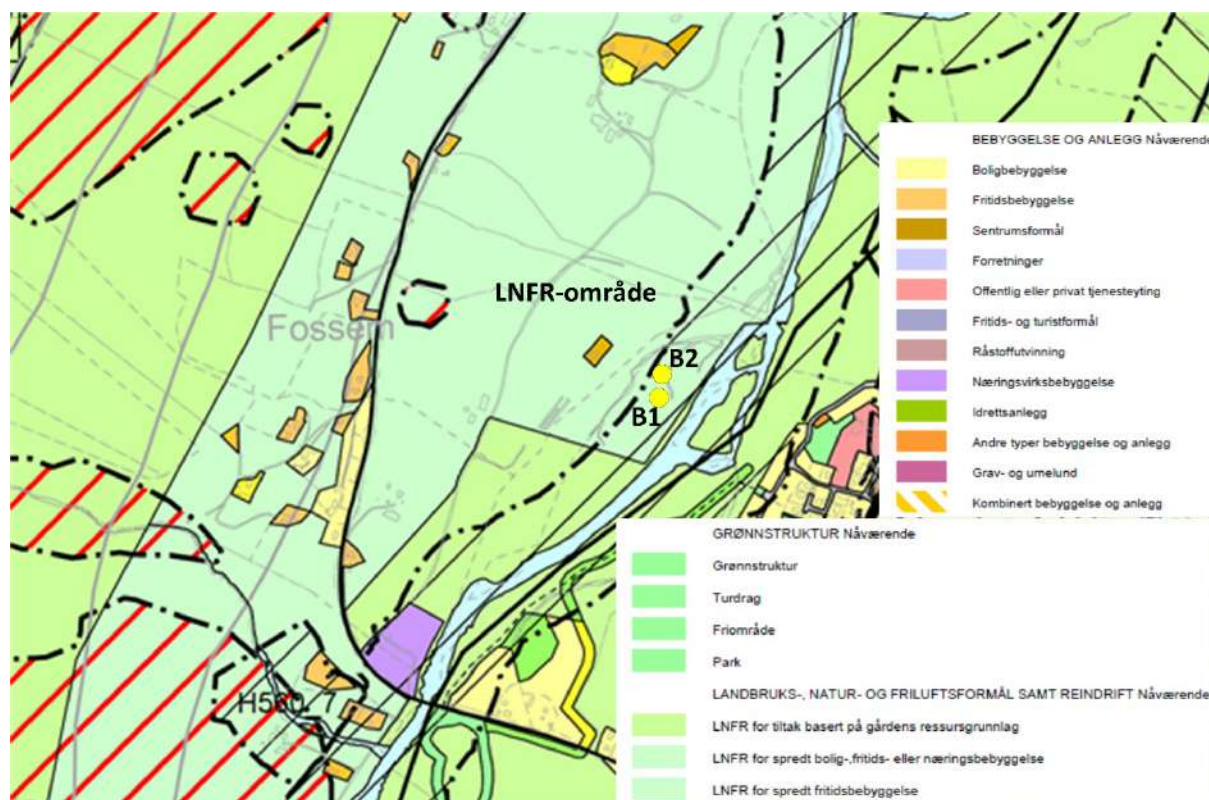 LNFR-område
Fossem
B2
B1
H560_7
BEBYGGELSE OG ANLEGG Nåværende
Boligbebyggelse
Fritidsbebyggelse
Sentrumsformål
Forretninger
Offentlig eller privat tjenesteyting
Fritids- og turistformål
Råstoffutvinning
Næringsvirksbebyggelse
Idrettsanlegg
Andre typer bebyggelse og anlegg
Grav- og urnelund
Kombinert bebyggelse og anlegg
GRØNNSTRUKTUR Nåværende
Grønnstruktur
Turdrag
Friområde
Park
LANDBRUKS-, NATUR- OG FRILUFTSFORMÅL SAMT REINDRIFT Nåværende
LNFR for tiltak basert på gårdens ressursgrunnlag
LNFR for spredt bolig-,fritids- eller næringsbebyggelse
LNFR for spredt fritidsbebyggelse